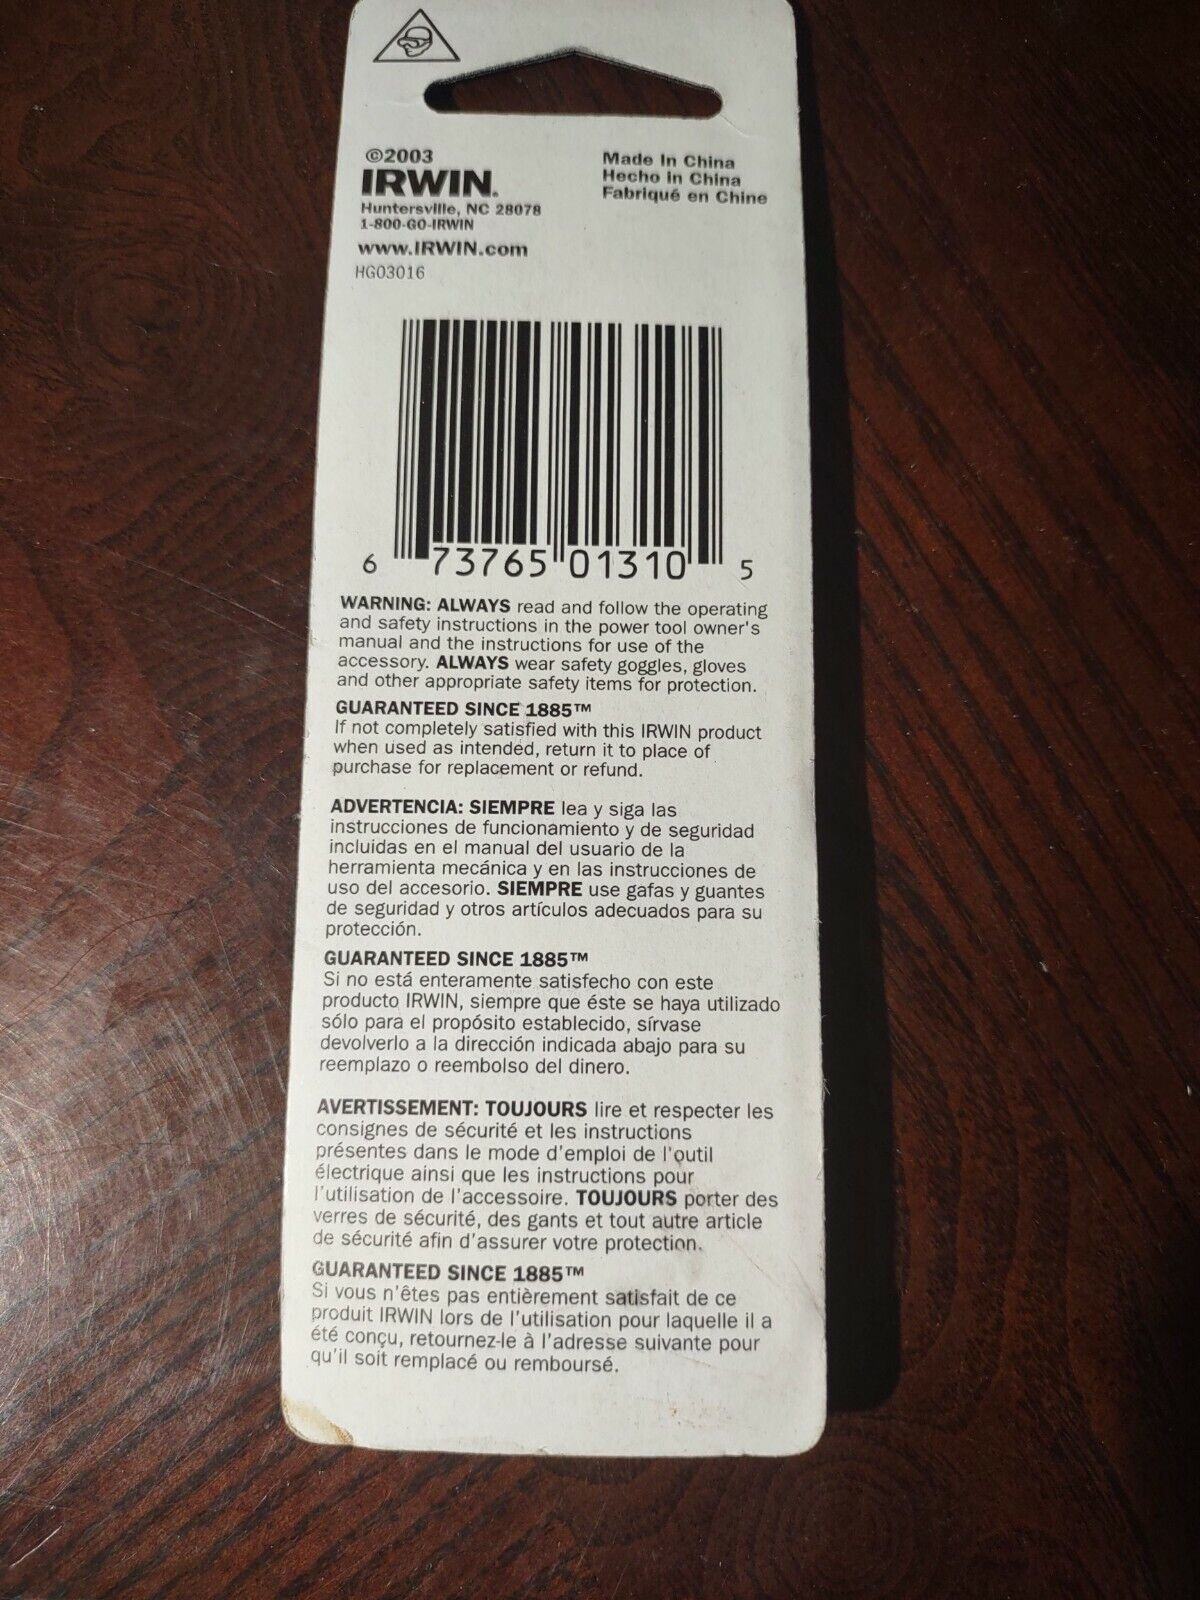 ©2003
IRWIN.
Huntersville, NC 28078
1-800-GO-IRWIN
www.IRWIN.com
HG03016
Made In China
Hecho in China
Fabriqué en Chine
6 73765 01310 5
WARNING: ALWAYS read and follow the operating
and safety instructions in the power tool owner's
manual and the instructions for use of the
accessory. ALWAYS wear safety goggles, gloves
and other appropriate safety items for protection.
GUARANTEED SINCE 1885™
If not completely satisfied with this IRWIN product
when used as intended, return it to place of
purchase for replacement or refund.
ADVERTENCIA: SIEMPRE lea y siga las
instrucciones de funcionamiento y de seguridad
incluidas en el manual del usuario de la
herramienta mecánica y en las instrucciones de
uso del accesorio. SIEMPRE use gafas y guantes
de seguridad y otros artículos adecuados para su
protección.
GUARANTEED SINCE 1885™
Si no está enteramente satisfecho con este
producto IRWIN, siempre que éste se haya utilizado
sólo para el propósito establecido, sírvase
devolverlo a la dirección indicada abajo para su
reemplazo o reembolso del dinero.
AVERTISSEMENT: TOUJOURS lire et respecter les
consignes de sécurité et les instructions
présentes dans le mode d'emploi de l'outil
électrique ainsi que les instructions pour
l'utilisation de l'accessoire. TOUJOURS porter des
verres de sécurité, des gants et tout autre article
de sécurité afin d'assurer votre protection.
GUARANTEED SINCE 1885™
Si vous n'êtes pas entièrement satisfait de ce
produit IRWIN lors de l'utilisation pour laquelle il a
été conçu, retournez-le à l'adresse suivante pour
qu'il soit remplacé ou remboursé.